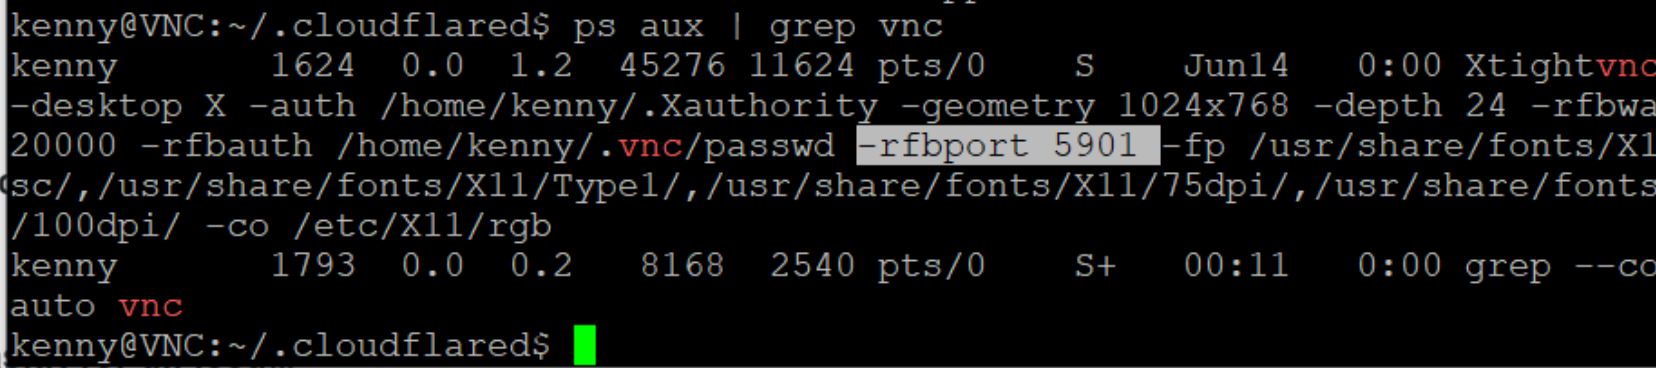 kenny@VNC:~/.cloudflared$ ps aux | grep vnc
kenny 1624 0.0 1.2 45276 11624 pts/0 S Jun14 0:00 Xtightvnc
-desktop X -auth /home/kenny/.Xauthority -geometry 1024x768 -depth 24 -rfbwa
20000 -rfbauth /home/kenny/.vnc/passwd -rfbport 5901 -fp /usr/share/fonts/X1
sc/,/usr/share/fonts/X11/Type1/,/usr/share/fonts/X11/75dpi/,/usr/share/fonts
/100dpi/ -co /etc/X11/rgb
kenny 1793 0.0 0.2 8168 2540 pts/0 S+ 00:11 0:00 grep --co
auto vnc
kenny@VNC:~/.cloudflared$